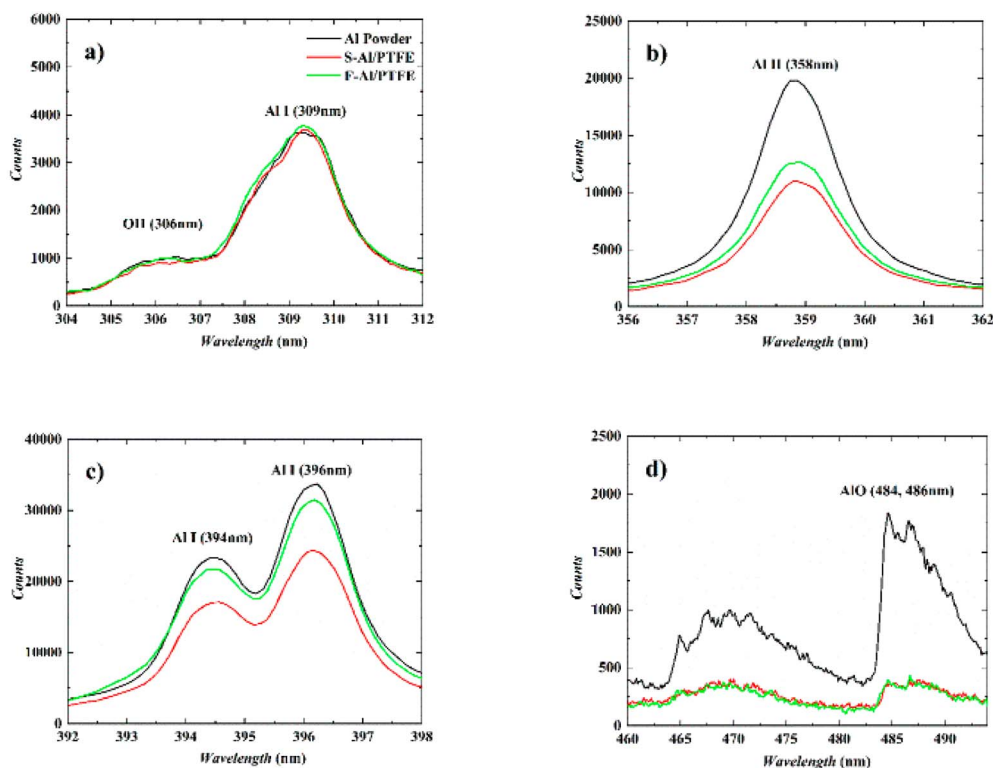 6000
5000
4000
3000
2000
1000
0
Counts
a)
Al Powder
S-Al/PTFE
F-Al/PTFE
Al I (309nm)
OH (306nm)
304 305 306 307 308 309 310 311 312
Wavelength (nm)
25000
20000
15000
10000
5000
0
Counts
b)
Al II (358nm)
356 357 358 359 360 361 362
Wavelength (nm)
40000
30000
20000
10000
0
Counts
c)
Al I (396nm)
Al I (394nm)
392 393 394 395 396 397 398
Wavelength (nm)
2500
2000
1500
1000
500
0
Counts
d)
AlO (484, 486nm)
460 465 470 475 480 485 490
Wavelength (nm)